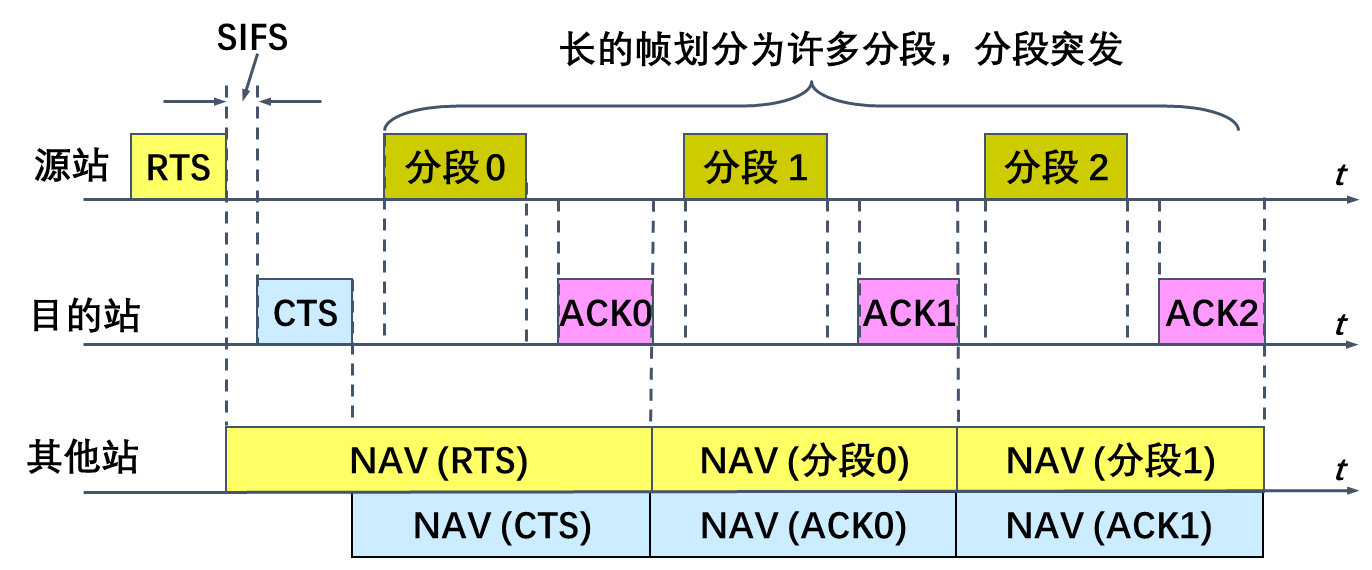 SIFS
长的帧划分为许多分段，分段突发
源站
RTS
分段 0
分段 1
分段 2
t
目的站
CTS
ACK0
ACK1
ACK2
t
其他站
NAV (RTS)
NAV (分段0)
NAV (分段1)
t
NAV (CTS)
NAV (ACK0)
NAV (ACK1)